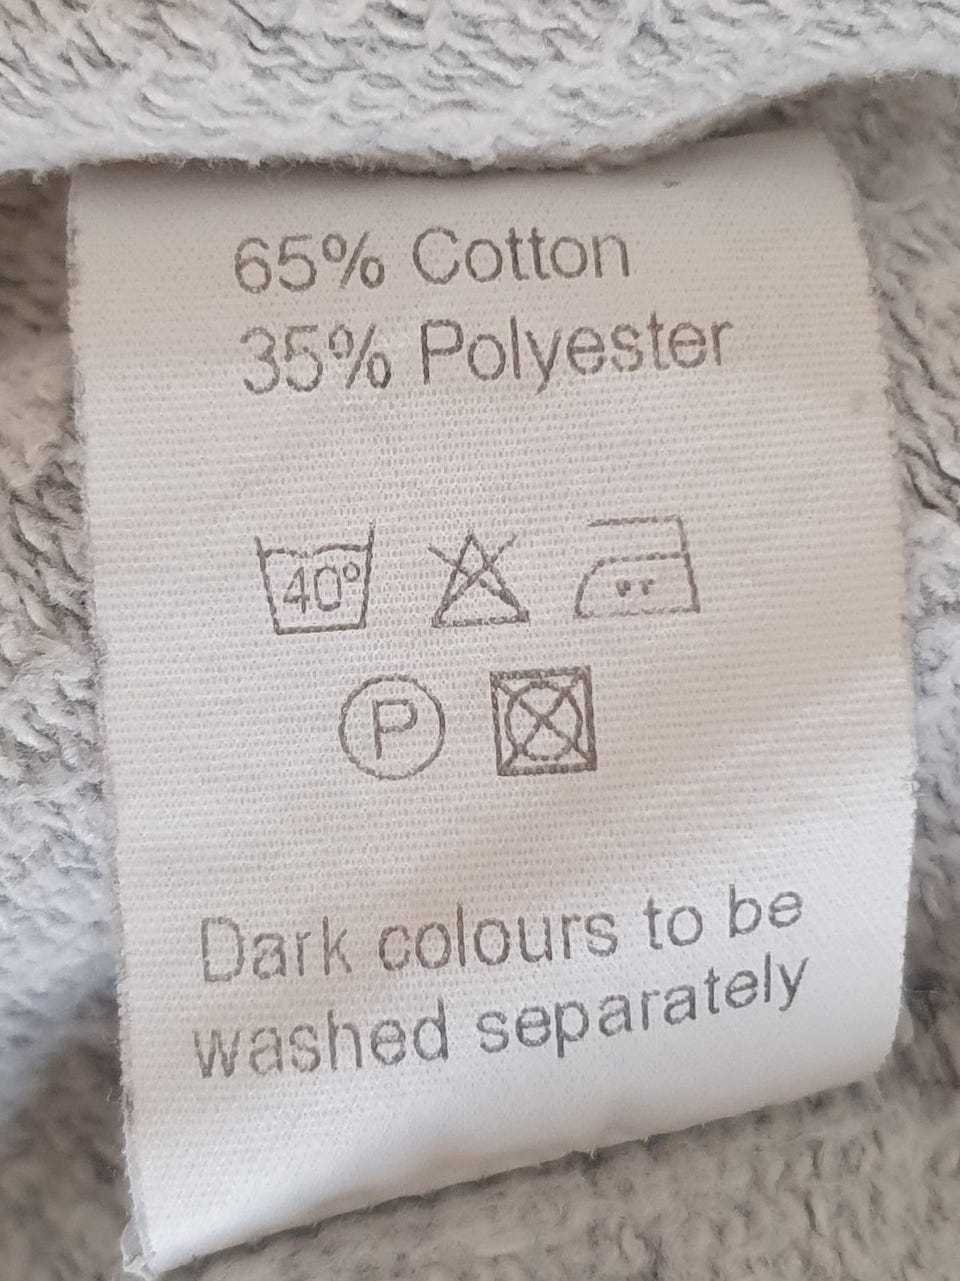 65% Cotton
35% Polyester
40°
P
Dark colours to be
washed separately